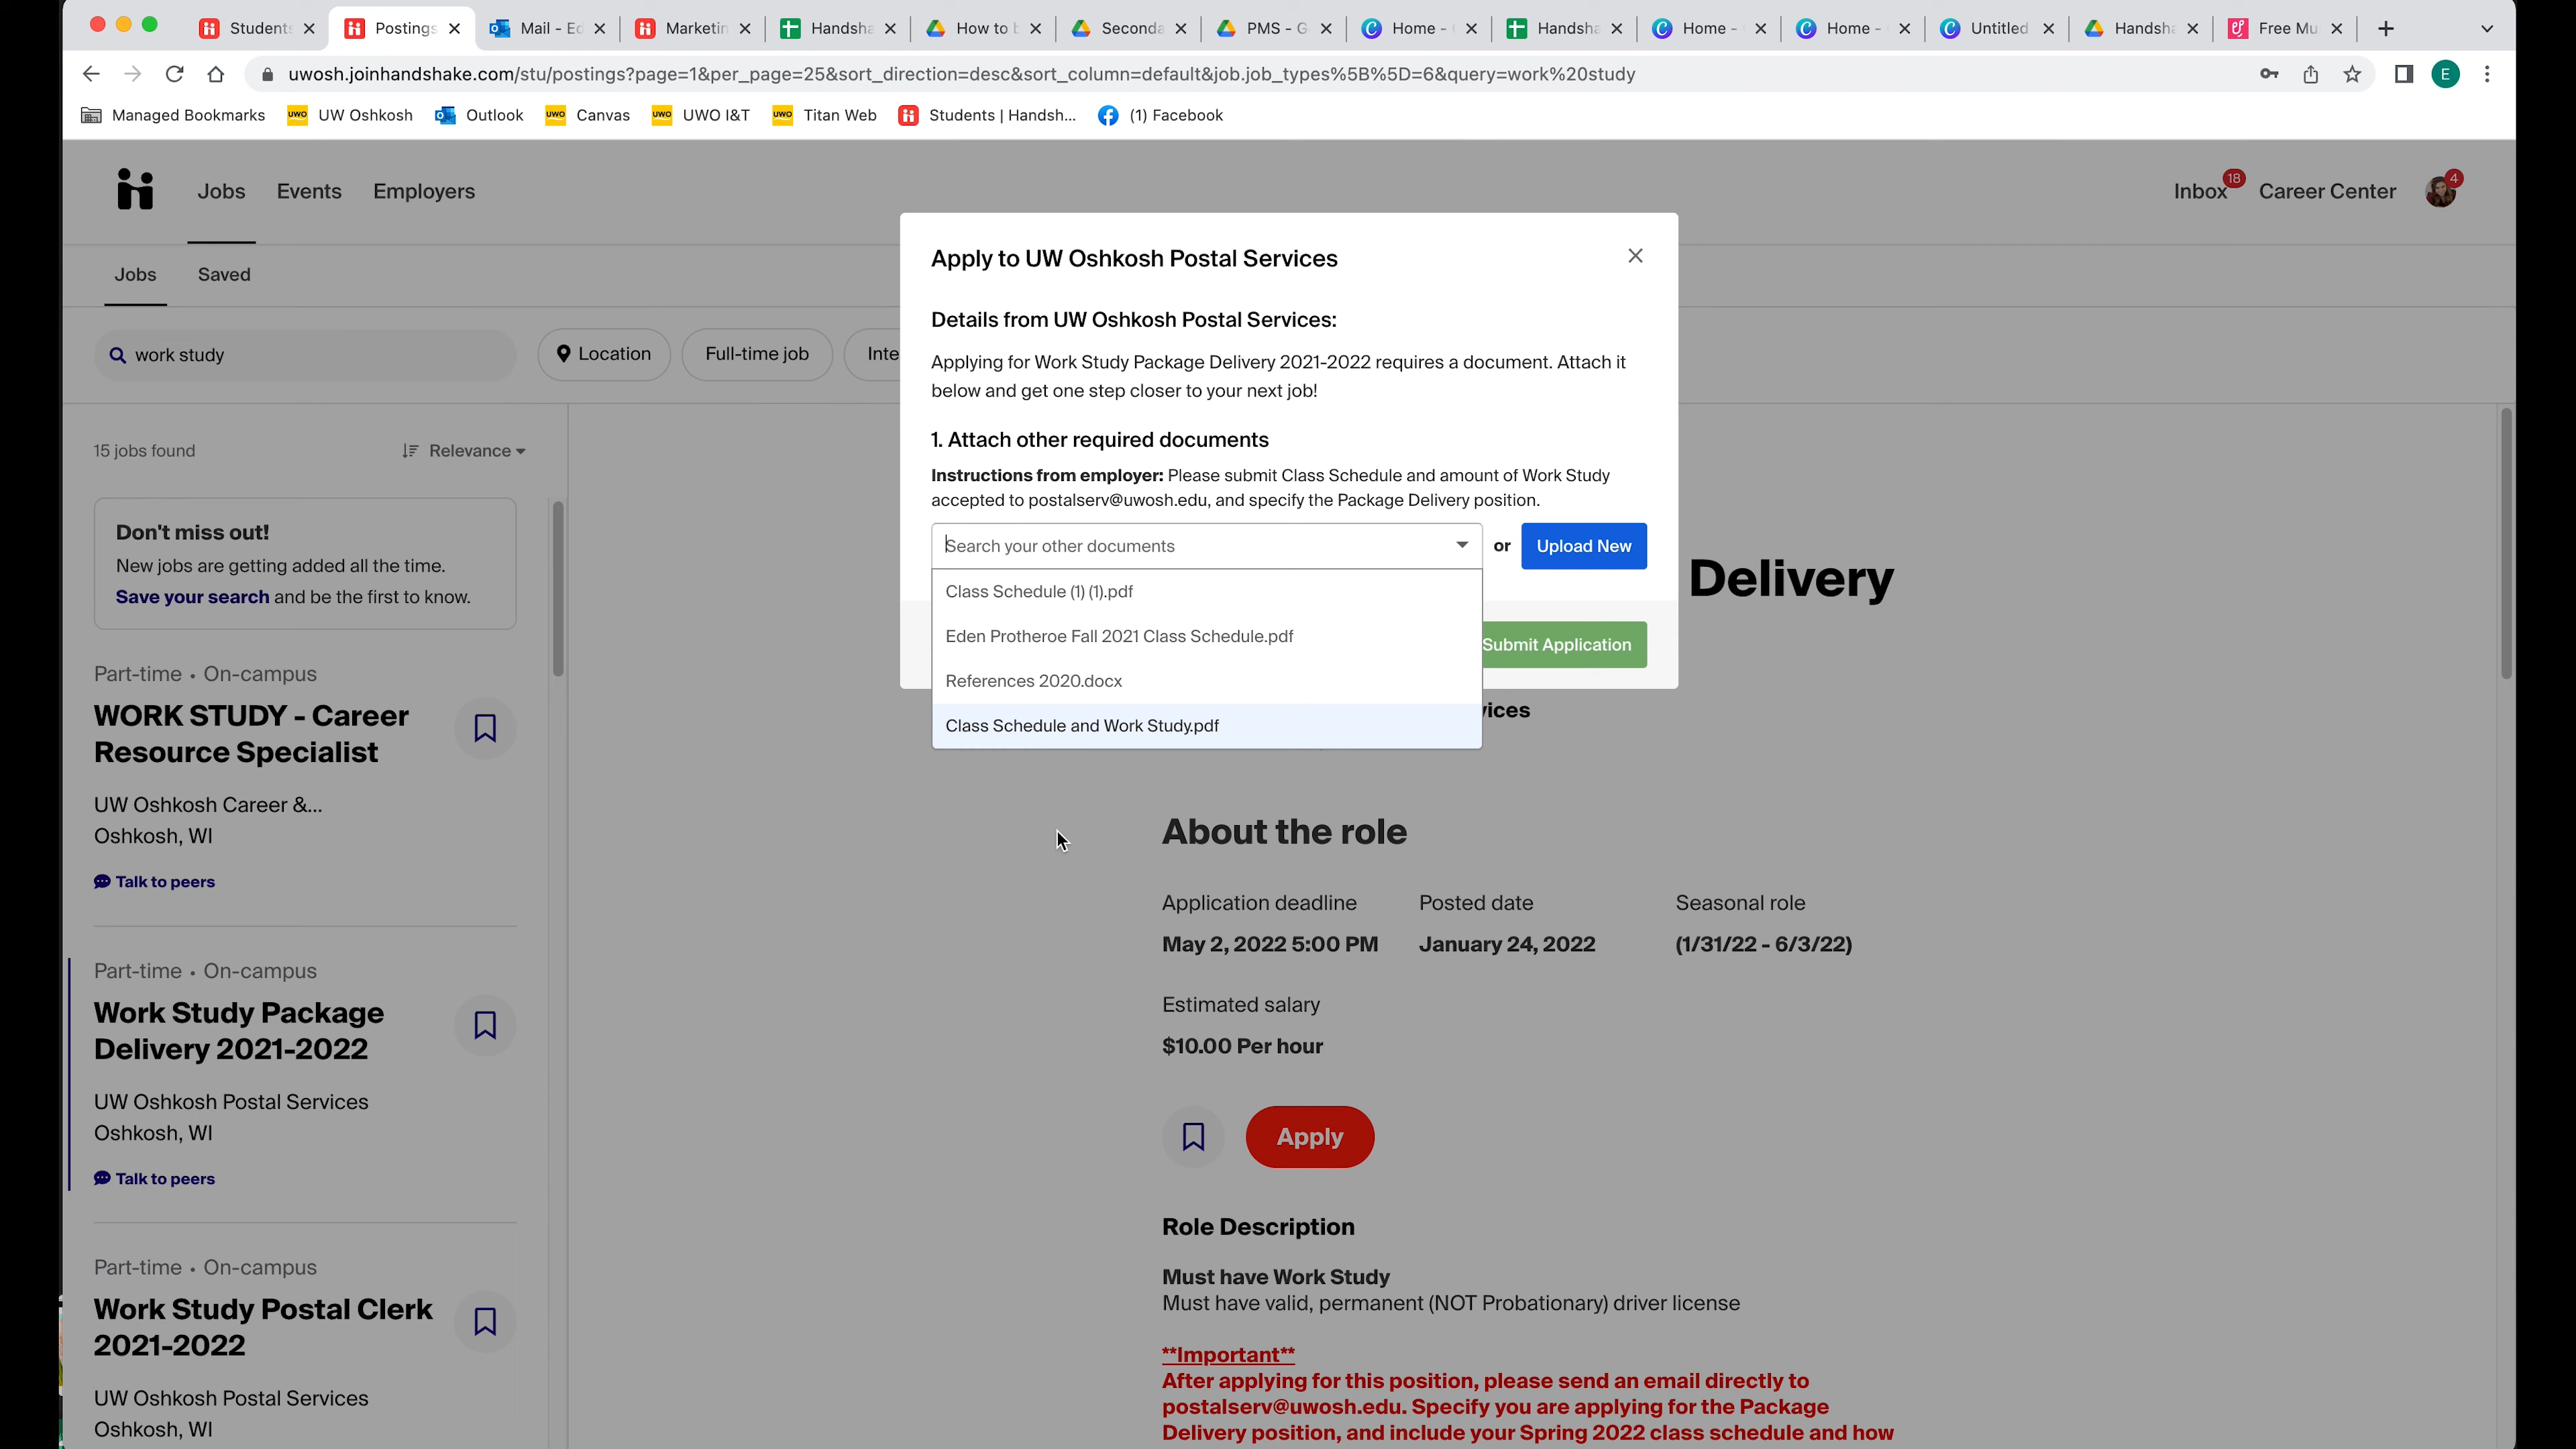 Students
Postings
Mail - Ed
Marketin
Handsha
How to b
Seconda
PMS - G
Home -
Handsha
Home -
Home -
Untitled
Handsha
Free Mu
uwosh.joinhandshake.com/stu/postings?page=1&per_page=25&sort_direction=desc&sort_column=default&job.job_types%5B%5D=6&query=work%20study
E
Managed Bookmarks
UWO UW Oshkosh
Outlook
UWO Canvas
UWO UWO I&T
UWO Titan Web
Students | Handsh...
(1) Facebook
Jobs
Events
Employers
Inbox 18
Career Center
4
Jobs
Saved
work study
Location
Full-time job
Inte
15 jobs found
Relevance
Don't miss out!
New jobs are getting added all the time.
Save your search and be the first to know.
Part-time • On-campus
WORK STUDY - Career
Resource Specialist
UW Oshkosh Career &...
Oshkosh, WI
Talk to peers
Part-time • On-campus
Work Study Package
Delivery 2021-2022
UW Oshkosh Postal Services
Oshkosh, WI
Talk to peers
Part-time • On-campus
Work Study Postal Clerk
2021-2022
UW Oshkosh Postal Services
Oshkosh, WI
Apply to UW Oshkosh Postal Services
Details from UW Oshkosh Postal Services:
Applying for Work Study Package Delivery 2021-2022 requires a document. Attach it
below and get one step closer to your next job!
1. Attach other required documents
Instructions from employer: Please submit Class Schedule and amount of Work Study
accepted to postalserv@uwosh.edu, and specify the Package Delivery position.
Search your other documents
or
Upload New
Class Schedule (1) (1).pdf
Eden Protheroe Fall 2021 Class Schedule.pdf
References 2020.docx
Class Schedule and Work Study.pdf
Submit Application
Delivery
vices
About the role
Application deadline
May 2, 2022 5:00 PM
Posted date
January 24, 2022
Seasonal role
(1/31/22 - 6/3/22)
Estimated salary
$10.00 Per hour
Apply
Role Description
Must have Work Study
Must have valid, permanent (NOT Probationary) driver license
**Important**
After applying for this position, please send an email directly to
postalserv@uwosh.edu. Specify you are applying for the Package
Delivery position, and include your Spring 2022 class schedule and how